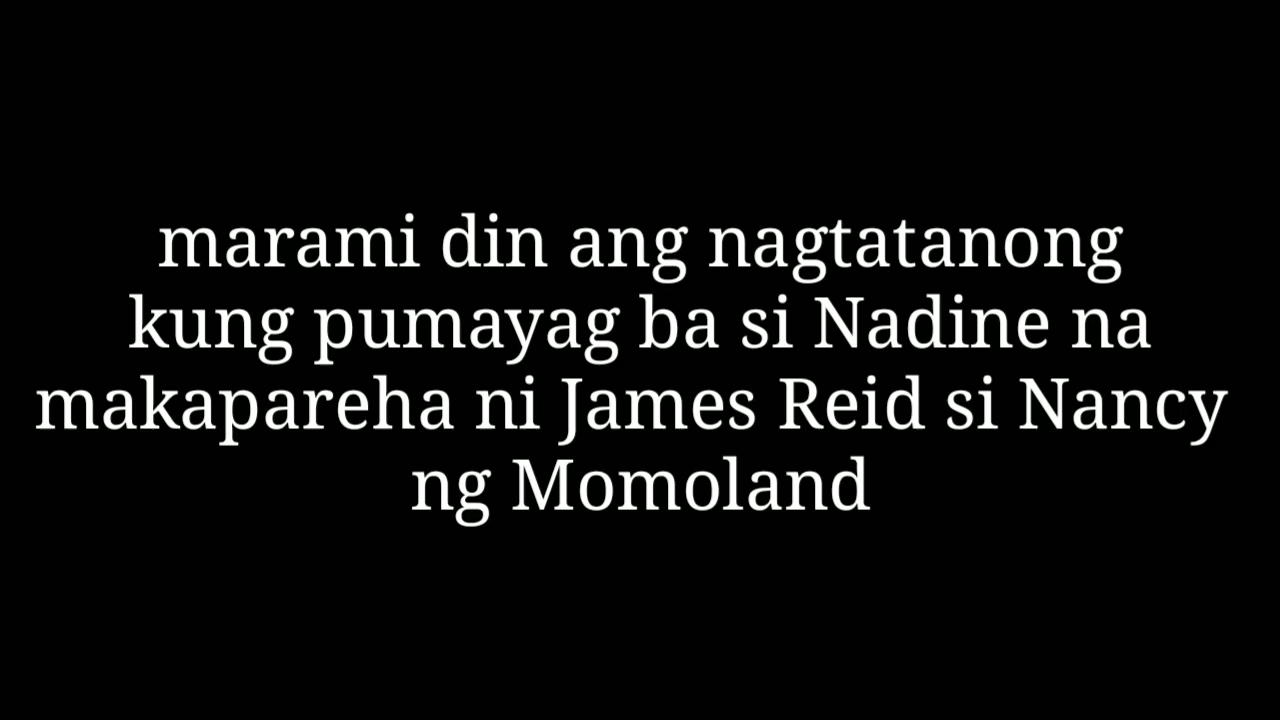 marami din ang nagtatanong
kung pumayag ba si Nadine na
makapareha ni James Reid si Nancy
ng Momoland